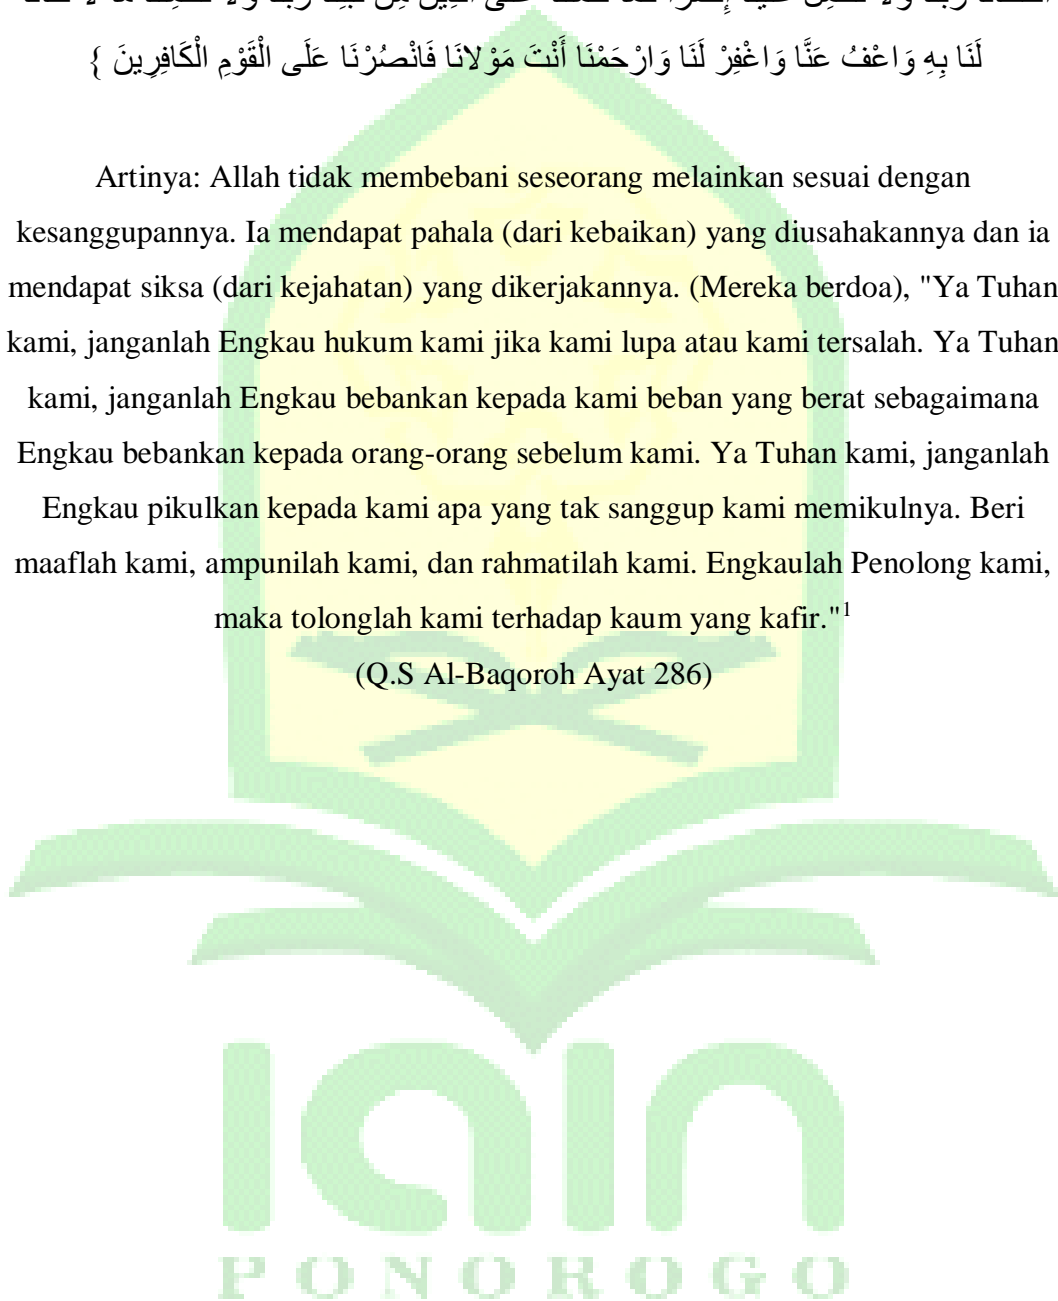 لَنَا بِهِ وَاعْفُ عَنَّا وَاغْفِرْ لَنَا وَارْحَمْنَا أَنْتَ مَوْلانَا فَانْصُرْنَا عَلَى الْقَوْمِ الْكَافِرِينَ }
Artinya: Allah tidak membebani seseorang melainkan sesuai dengan
kesanggupannya. Ia mendapat pahala (dari kebaikan) yang diusahakannya dan ia
mendapat siksa (dari kejahatan) yang dikerjakannya. (Mereka berdoa), "Ya Tuhan
kami, janganlah Engkau hukum kami jika kami lupa atau kami tersalah. Ya Tuhan
kami, janganlah Engkau bebankan kepada kami beban yang berat sebagaimana
Engkau bebankan kepada orang-orang sebelum kami. Ya Tuhan kami, janganlah
Engkau pikulkan kepada kami apa yang tak sanggup kami memikulnya. Beri
maaflah kami, ampunilah kami, dan rahmatilah kami. Engkaulah Penolong kami,
maka tolonglah kami terhadap kaum yang kafir."¹
(Q.S Al-Baqoroh Ayat 286)
IAIN
PONOROGO